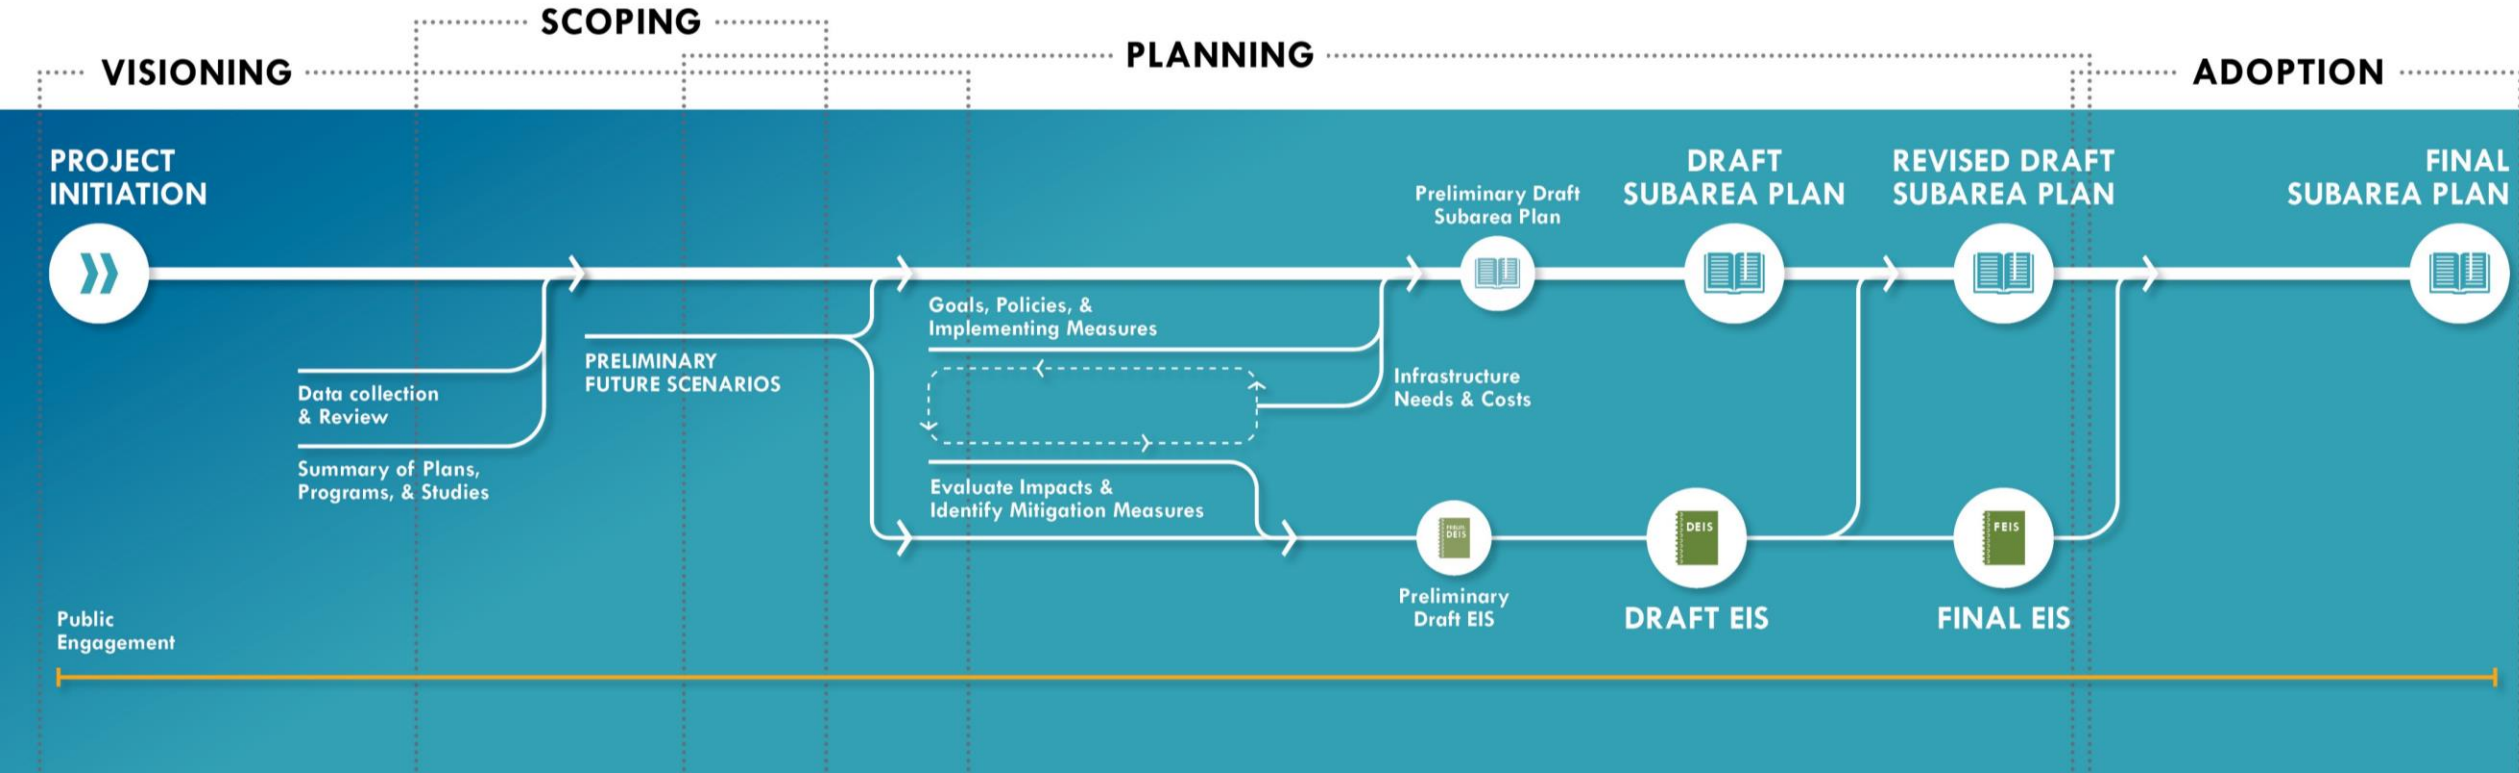 SCOPING
PLANNING
VISIONING
ADOPTION
PROJECT
INITIATION
DRAFT
SUBAREA PLAN
REVISED DRAFT
SUBAREA PLAN
FINAL
SUBAREA PLAN
Preliminary Draft
Subarea Plan
Goals, Policies, &
Implementing Measures
PRELIMINARY
FUTURE SCENARIOS
Infrastructure
Needs & Costs
Data collection
& Review
Summary of Plans,
Programs, & Studies
Evaluate Impacts &
Identify Mitigation Measures
DEIS
DEIS
FEIS
Preliminary
Draft EIS
DRAFT EIS
FINAL EIS
Public
Engagement